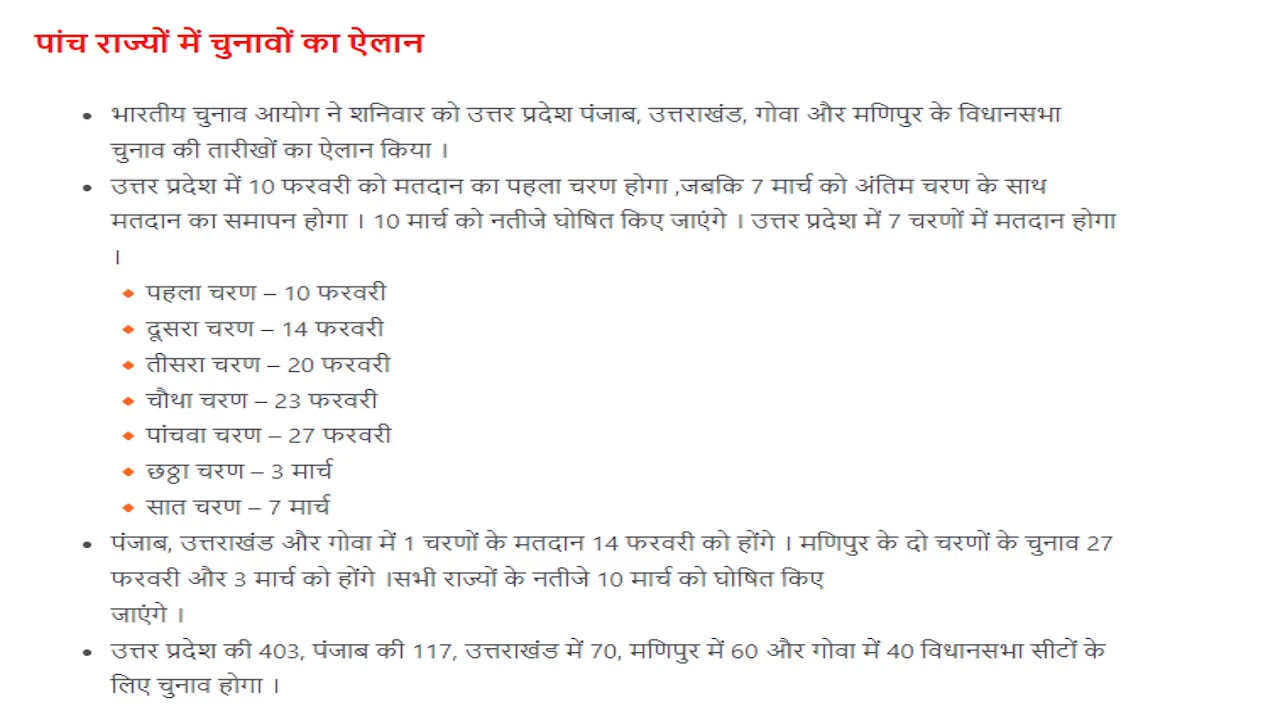 पांच राज्यों में चुनावों का ऐलान
• भारतीय चुनाव आयोग ने शनिवार को उत्तर प्रदेश पंजाब, उत्तराखंड, गोवा और मणिपुर के विधानसभा
चुनाव की तारीखों का ऐलान किया ।
• उत्तर प्रदेश में 10 फरवरी को मतदान का पहला चरण होगा ,जबकि 7 मार्च को अंतिम चरण के साथ
मतदान का समापन होगा । 10 मार्च को नतीजे घोषित किए जाएंगे । उत्तर प्रदेश में 7 चरणों में मतदान होगा
।
पहला चरण – 10 फरवरी
दूसरा चरण – 14 फरवरी
तीसरा चरण – 20 फरवरी
चौथा चरण – 23 फरवरी
पांचवा चरण – 27 फरवरी
छठ्ठा चरण – 3 मार्च
सात चरण – 7 मार्च
• पंजाब, उत्तराखंड और गोवा में 1 चरणों के मतदान 14 फरवरी को होंगे । मणिपुर के दो चरणों के चुनाव 27
फरवरी और 3 मार्च को होंगे ।सभी राज्यों के नतीजे 10 मार्च को घोषित किए
जाएंगे ।
• उत्तर प्रदेश की 403, पंजाब की 117, उत्तराखंड में 70, मणिपुर में 60 और गोवा में 40 विधानसभा सीटों के
लिए चुनाव होगा ।